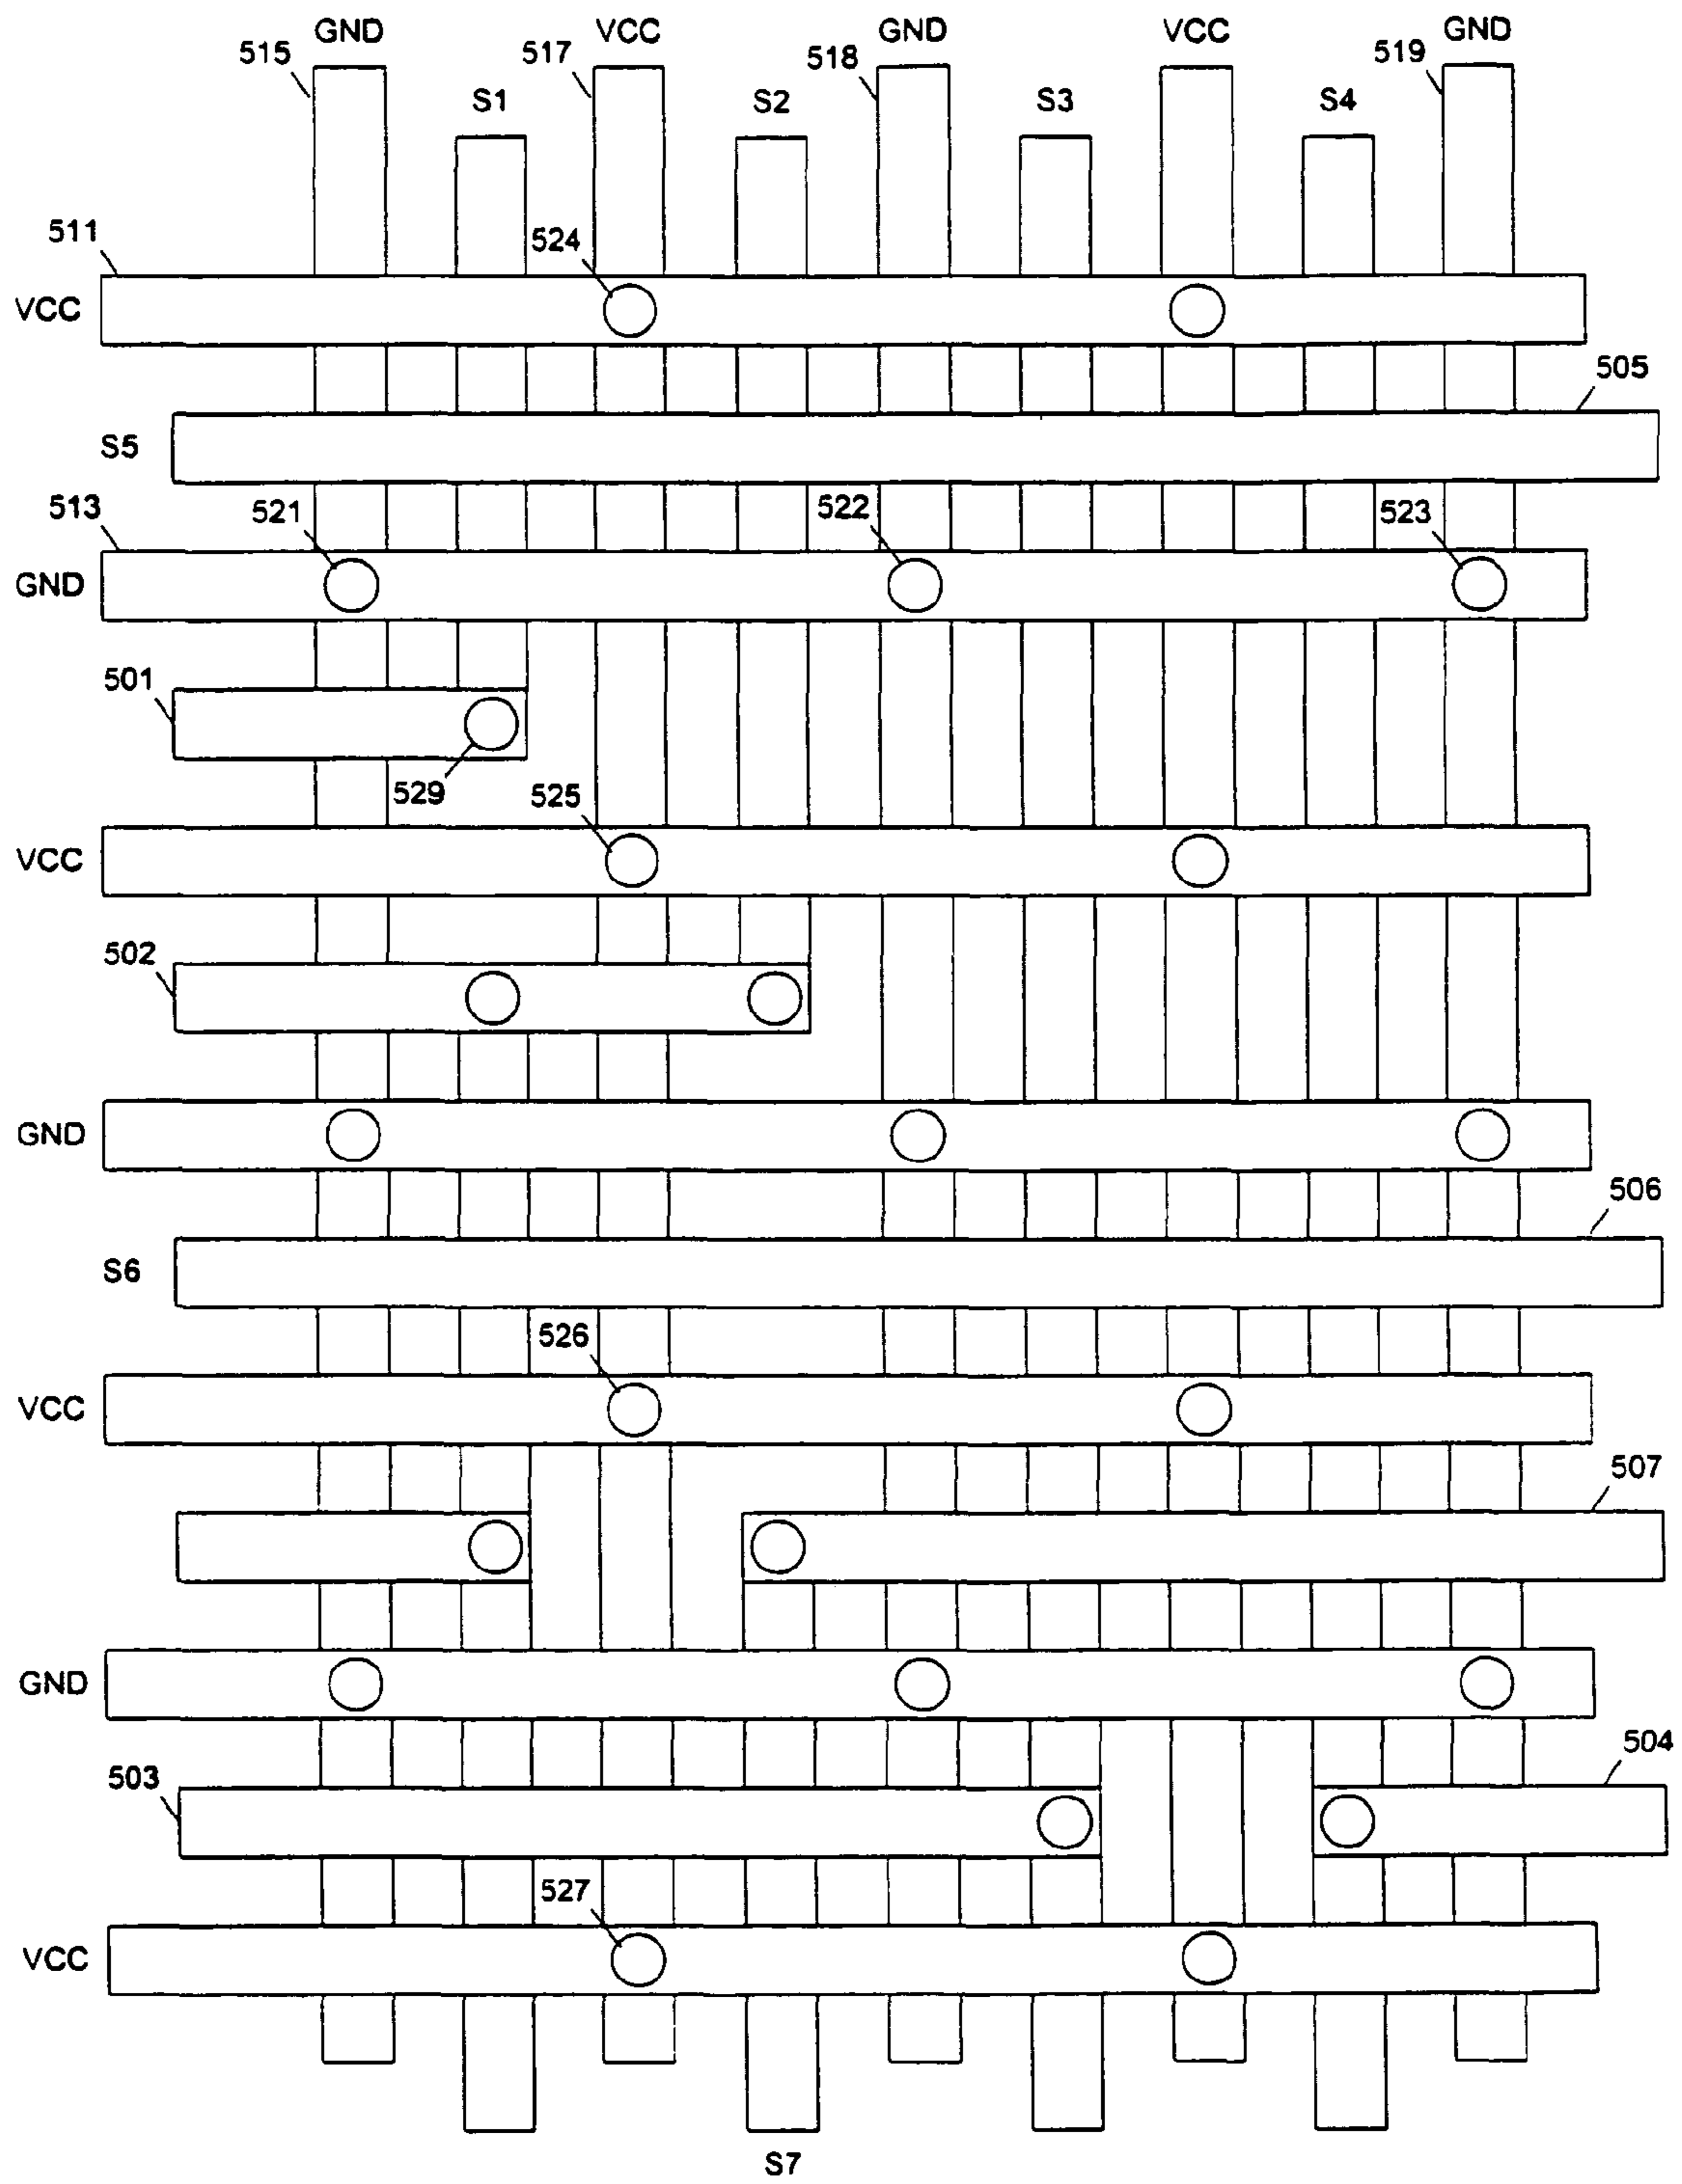 GND VCC GND VCC GND
515 517 518 519
S1 S2 S3 S4
511
524
VCC
505
S5
513 521 522 523
GND
501
529 525
VCC
502
GND
506
S6
526
VCC
507
GND
504
503
527
VCC
S7